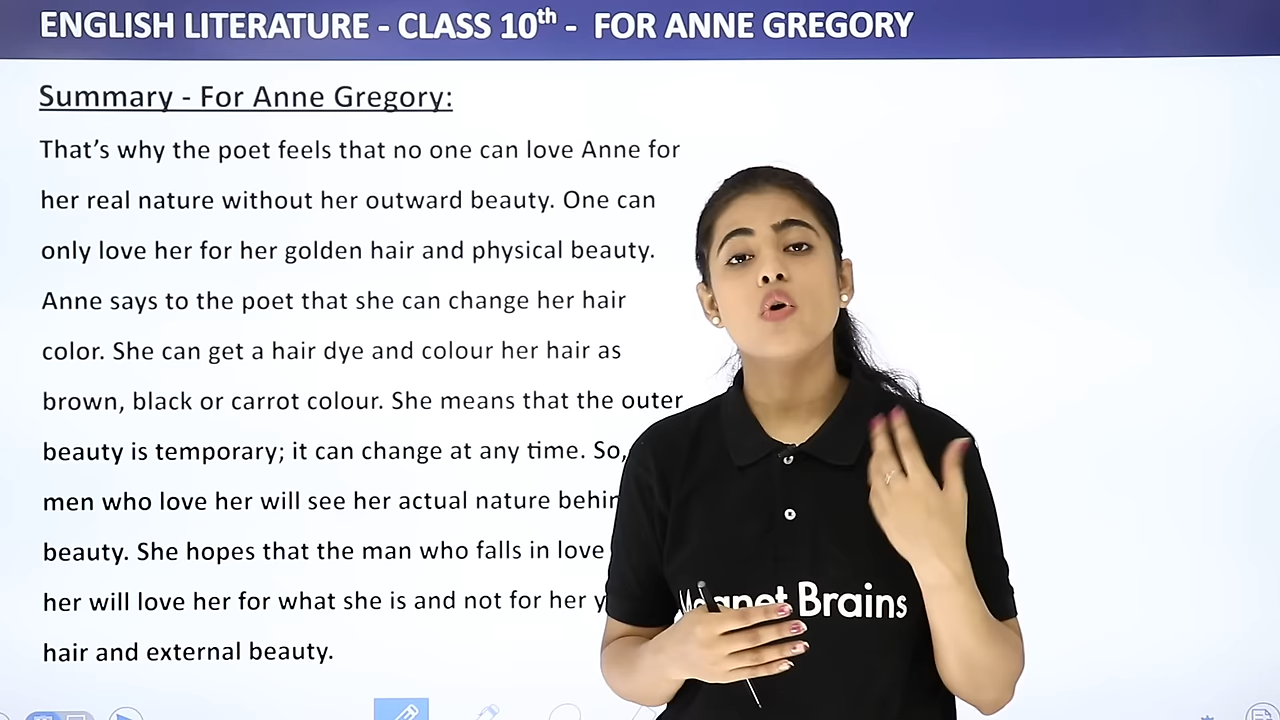 ENGLISH LITERATURE - CLASS 10th - FOR ANNE GREGORY
Summary - For Anne Gregory:
That's why the poet feels that no one can love Anne for
her real nature without her outward beauty. One can
only love her for her golden hair and physical beauty.
Anne says to the poet that she can change her hair
color. She can get a hair dye and colour her hair as
brown, black or carrot colour. She means that the outer
beauty is temporary; it can change at any time. So,
men who love her will see her actual nature
beauty. She hopes that the man who falls in love
her will love her for what she is and not for her
hair and external beauty.
Brains